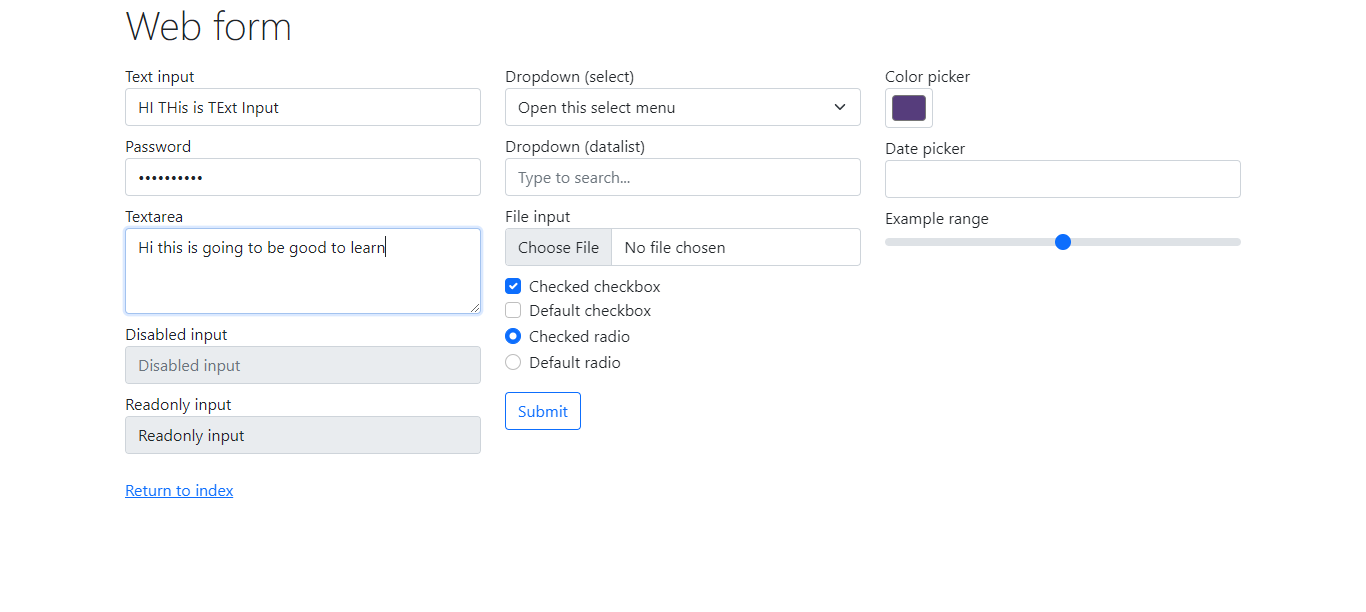 Web form
Text input
HI THis is TExt Input
Password
••••••••••
Textarea
Hi this is going to be good to learn
Disabled input
Disabled input
Readonly input
Readonly input
Return to index
Dropdown (select)
Open this select menu
Dropdown (datalist)
Type to search...
File input
Choose File No file chosen
Checked checkbox
Default checkbox
Checked radio
Default radio
Submit
Color picker
Date picker
Example range